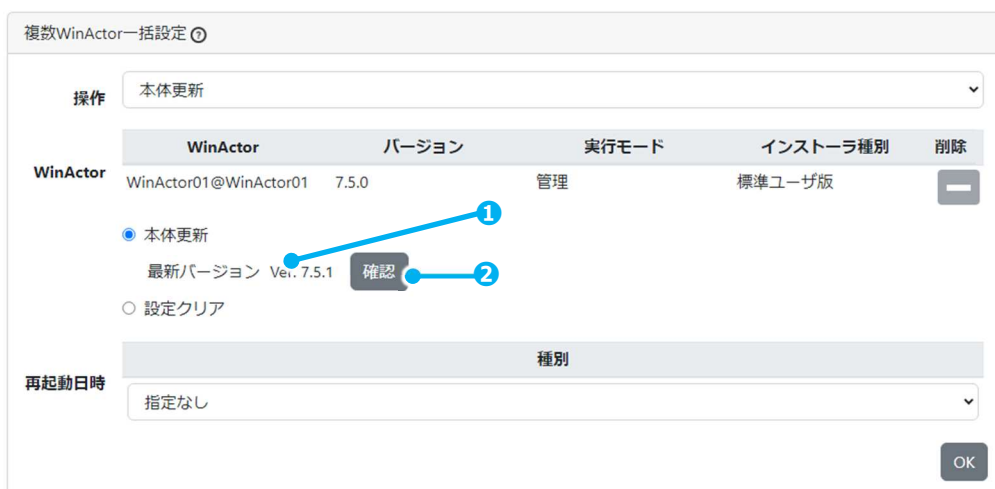 複数WinActor一括設定 ?
操作 本体更新
WinActor バージョン 実行モード インストーラ種別 削除
WinActor
WinActor01@WinActor01 7.5.0 管理 標準ユーザ版
1
本体更新
最新バージョン Ver. 7.5.1 確認 2
設定クリア
種別
再起動日時
指定なし
OK